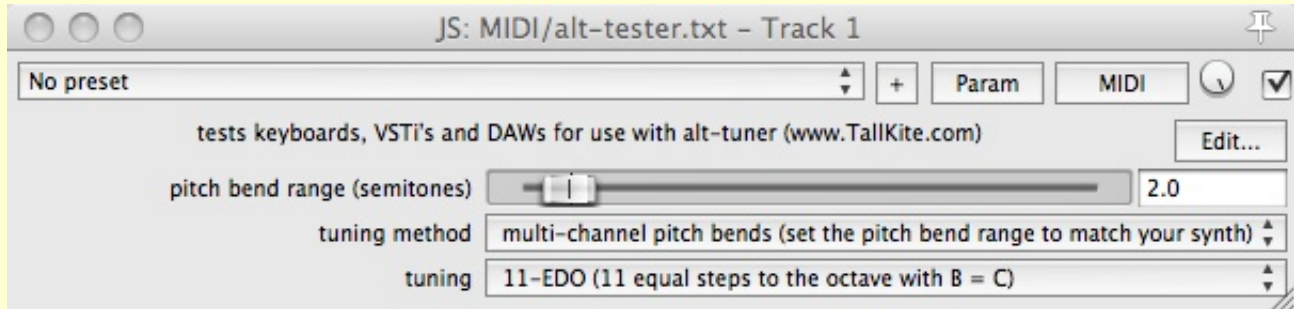 JS: MIDI/alt-tester.txt - Track 1
No preset + Param MIDI
tests keyboards, VSTi's and DAWs for use with alt-tuner (www.TallKite.com)
Edit...
pitch bend range (semitones) 2.0
tuning method multi-channel pitch bends (set the pitch bend range to match your synth)
tuning 11-EDO (11 equal steps to the octave with B = C)